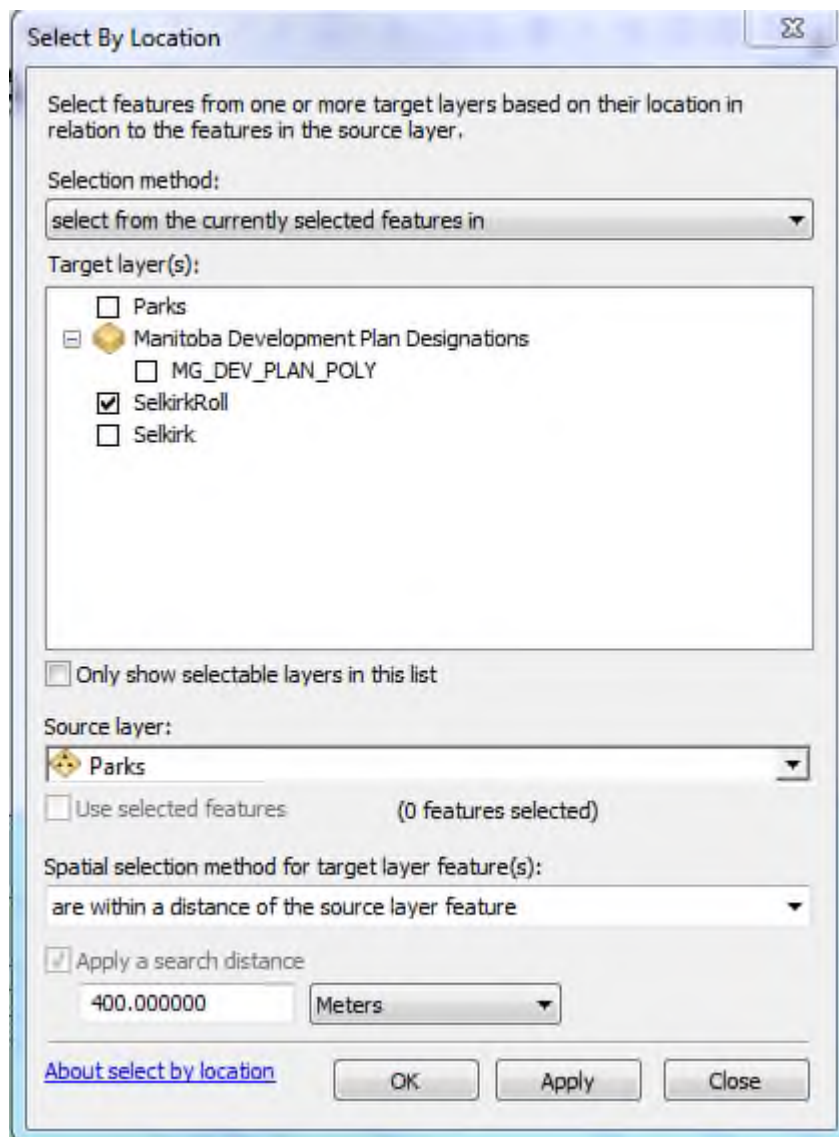 Select By Location
Select features from one or more target layers based on their location in
relation to the features in the source layer.
Selection method:
select from the currently selected features in
Target layer(s):
Parks
Manitoba Development Plan Designations
MG_DEV_PLAN_POLY
SelkirkRoll
Selkirk
Only show selectable layers in this list
Source layer:
Parks
Use selected features (0 features selected)
Spatial selection method for target layer feature(s):
are within a distance of the source layer feature
Apply a search distance
400.000000 Meters
About select by location OK Apply Close